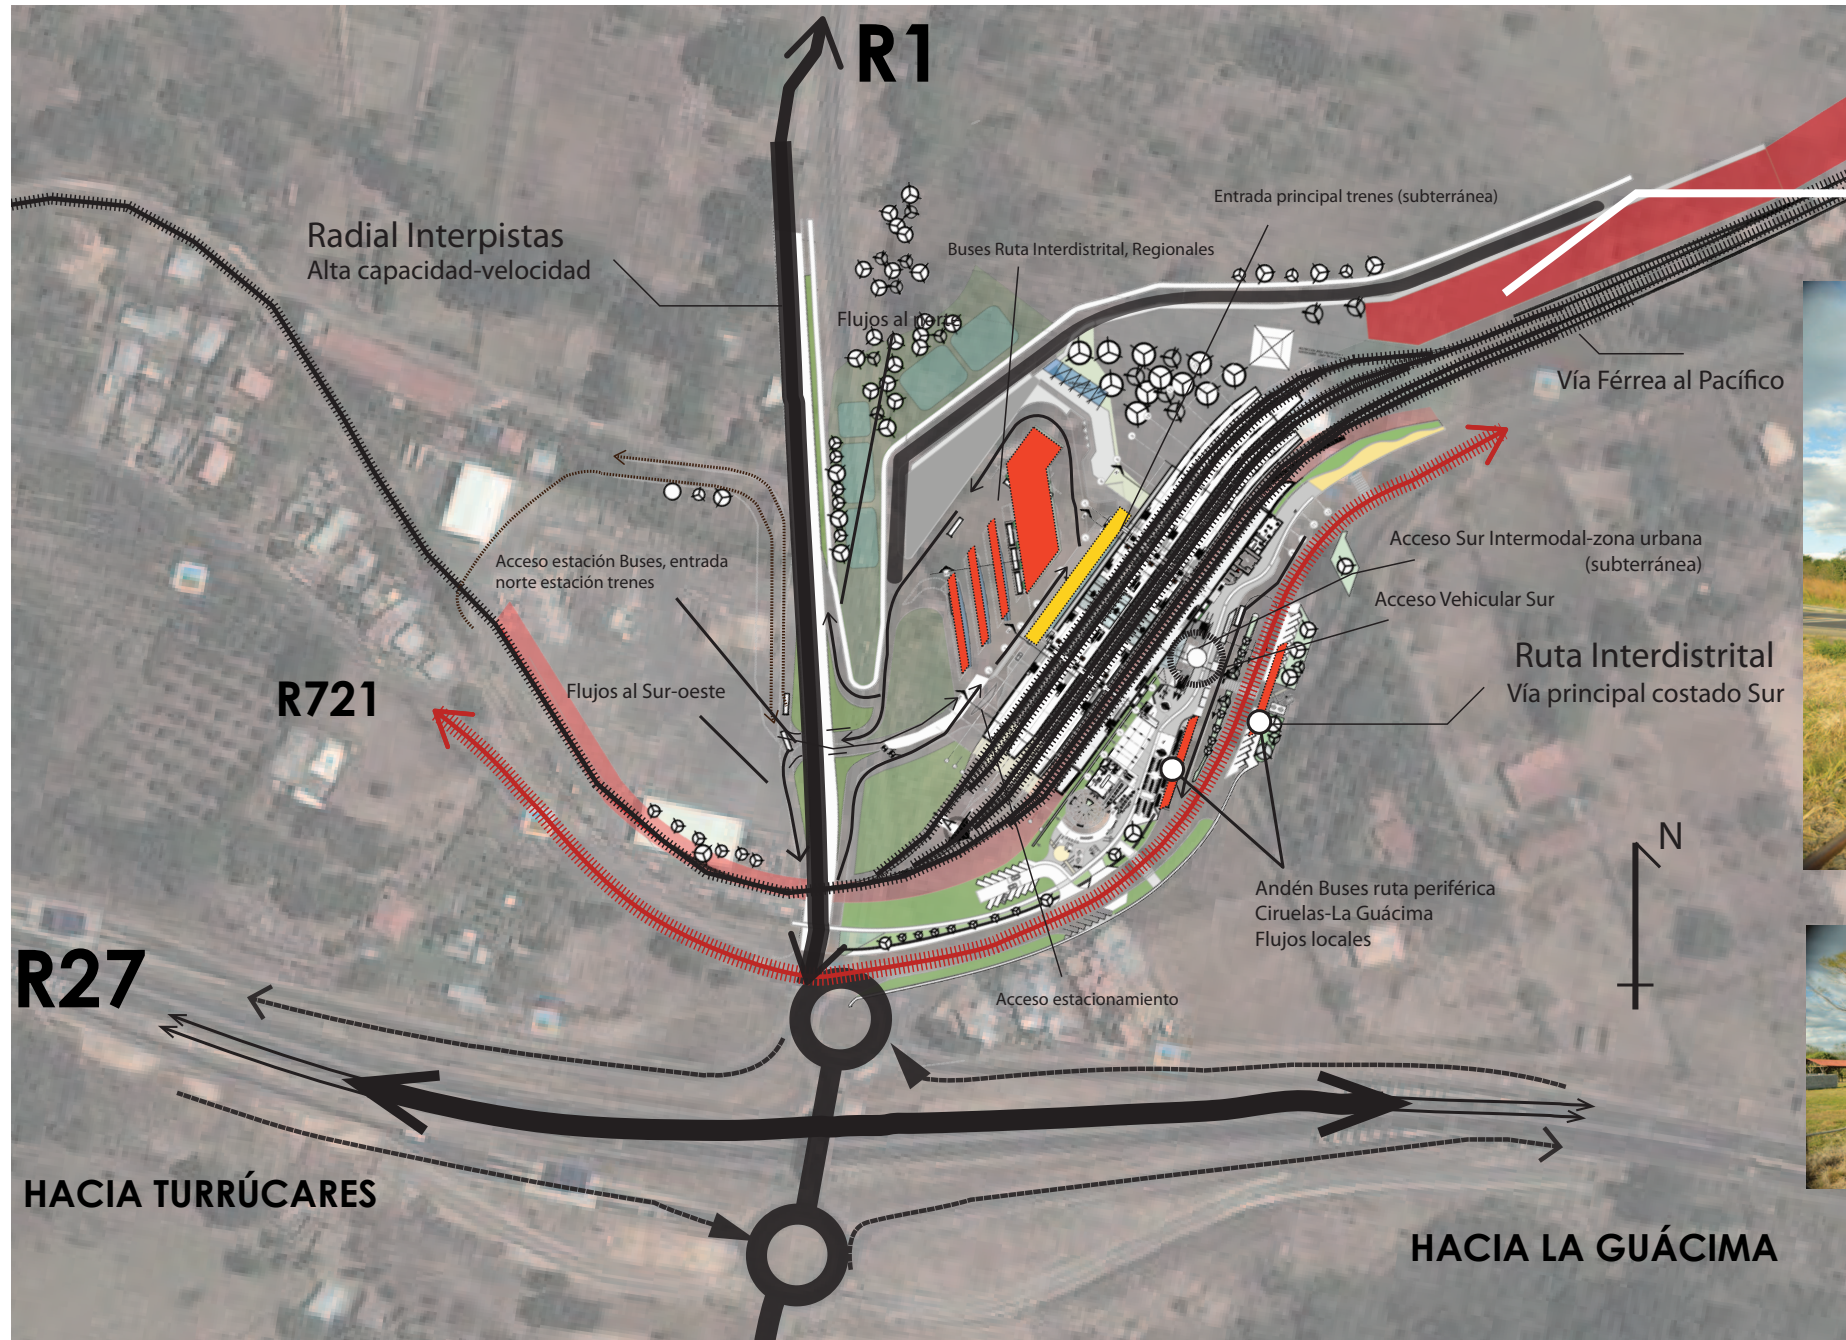 R1
Entrada principal trenes (subterránea)
Radial Interpistas
Alta capacidad-velocidad
Buses Ruta Interdistrital, Regionales
Flujos al norte
Vía Férrea al Pacífico
Acceso Sur Intermodal-zona urbana
(subterránea)
Acceso estación Buses, entrada
norte estación trenes
Acceso Vehicular Sur
Ruta Interdistrital
Vía principal costado Sur
Flujos al Sur-oeste
R721
N
Andén Buses ruta periférica
Ciruelas-La Guácima
Flujos locales
R27
Acceso estacionamiento
HACIA TURRÚCARES
HACIA LA GUÁCIMA